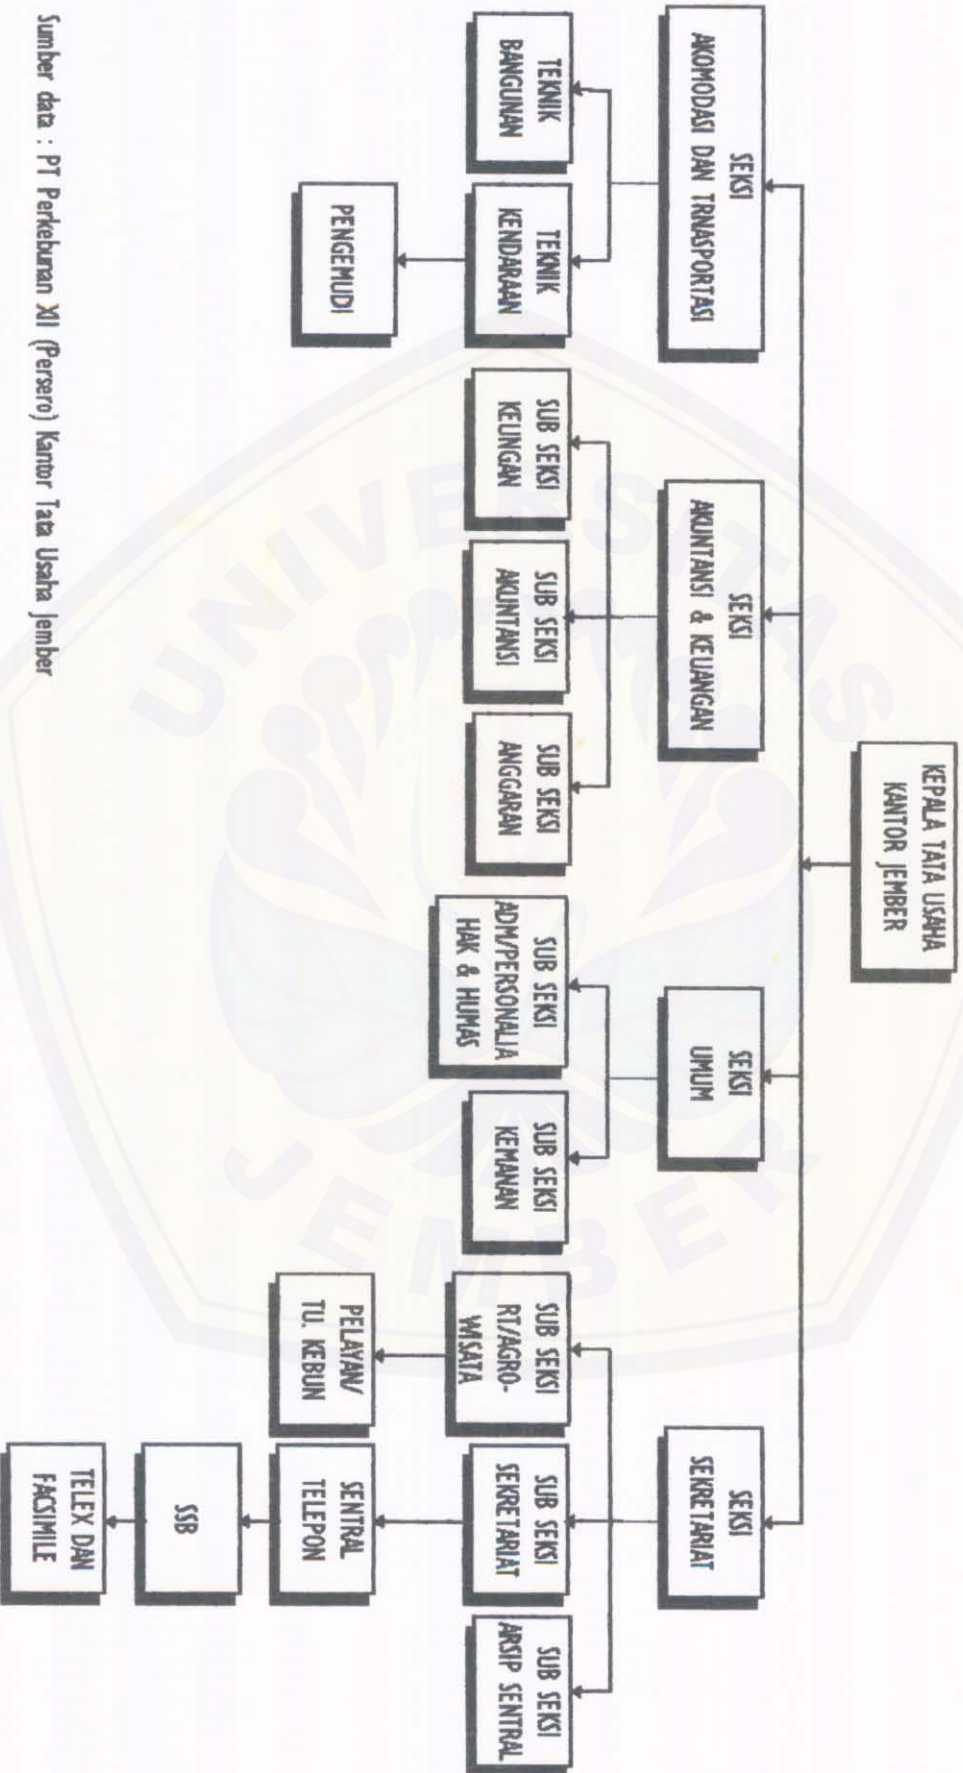 KEPALA TATA USAHA
KANTOR JEMBER
SEKSI
AKOMODASI DAN TRNASPORTASI
SEKSI
AKUNTANSI & KEUANGAN
SEKSI
UMUM
SEKSI
SEKRETARIAT
TEKNIK
BANGUNAN
TEKNIK
KENDARAAN
SUB SEKSI
KEUNGAN
SUB SEKSI
AKUNTANSI
SUB SEKSI
ANGGARAN
SUB SEKSI
ADM/PERSONALIA
HAK & HUMAS
SUB SEKSI
KEMANAN
SUB SEKSI
RT/AGRO-
WISATA
SUB SEKSI
SEKRETARIAT
SUB SEKSI
ARSIP SENTRAL
PENGEMUDI
PELAYAN/
TU. KEBUN
SENTRAL
TELEPON
SSB
TELEX DAN
FACSIMILE
Sumber data : PT Perkebunan XII (Persero) Kantor Tata Usaha Jember
UNIVERSITAS
JEMBER